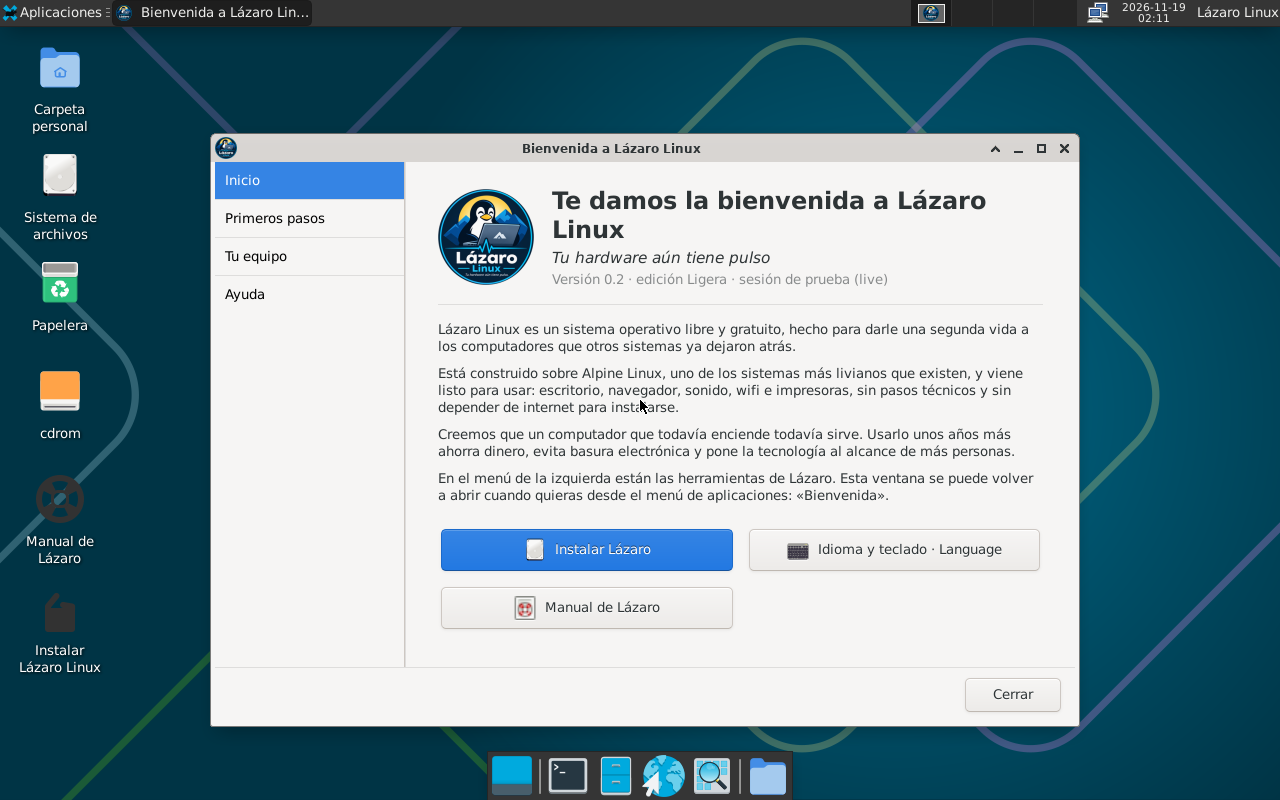 Aplicaciones
Bienvenida a Lázaro Lin...
2026-11-19
02:11
Lázaro Linux
Carpeta
personal
Sistema de
archivos
Papelera
cdrom
Manual de
Lázaro
Instalar
Lázaro Linux
Bienvenida a Lázaro Linux
Inicio
Primeros pasos
Tu equipo
Ayuda
Lázaro
Linux
Te damos la bienvenida a Lázaro
Linux
Tu hardware aún tiene pulso
Versión 0.2 · edición Ligera · sesión de prueba (live)
Lázaro Linux es un sistema operativo libre y gratuito, hecho para darle una segunda vida a
los computadores que otros sistemas ya dejaron atrás.
Está construido sobre Alpine Linux, uno de los sistemas más livianos que existen, y viene
listo para usar: escritorio, navegador, sonido, wifi e impresoras, sin pasos técnicos y sin
depender de internet para instalarse.
Creemos que un computador que todavía enciende todavía sirve. Usarlo unos años más
ahorra dinero, evita basura electrónica y pone la tecnología al alcance de más personas.
En el menú de la izquierda están las herramientas de Lázaro. Esta ventana se puede volver
a abrir cuando quieras desde el menú de aplicaciones: «Bienvenida».
Instalar Lázaro
Idioma y teclado · Language
Manual de Lázaro
Cerrar